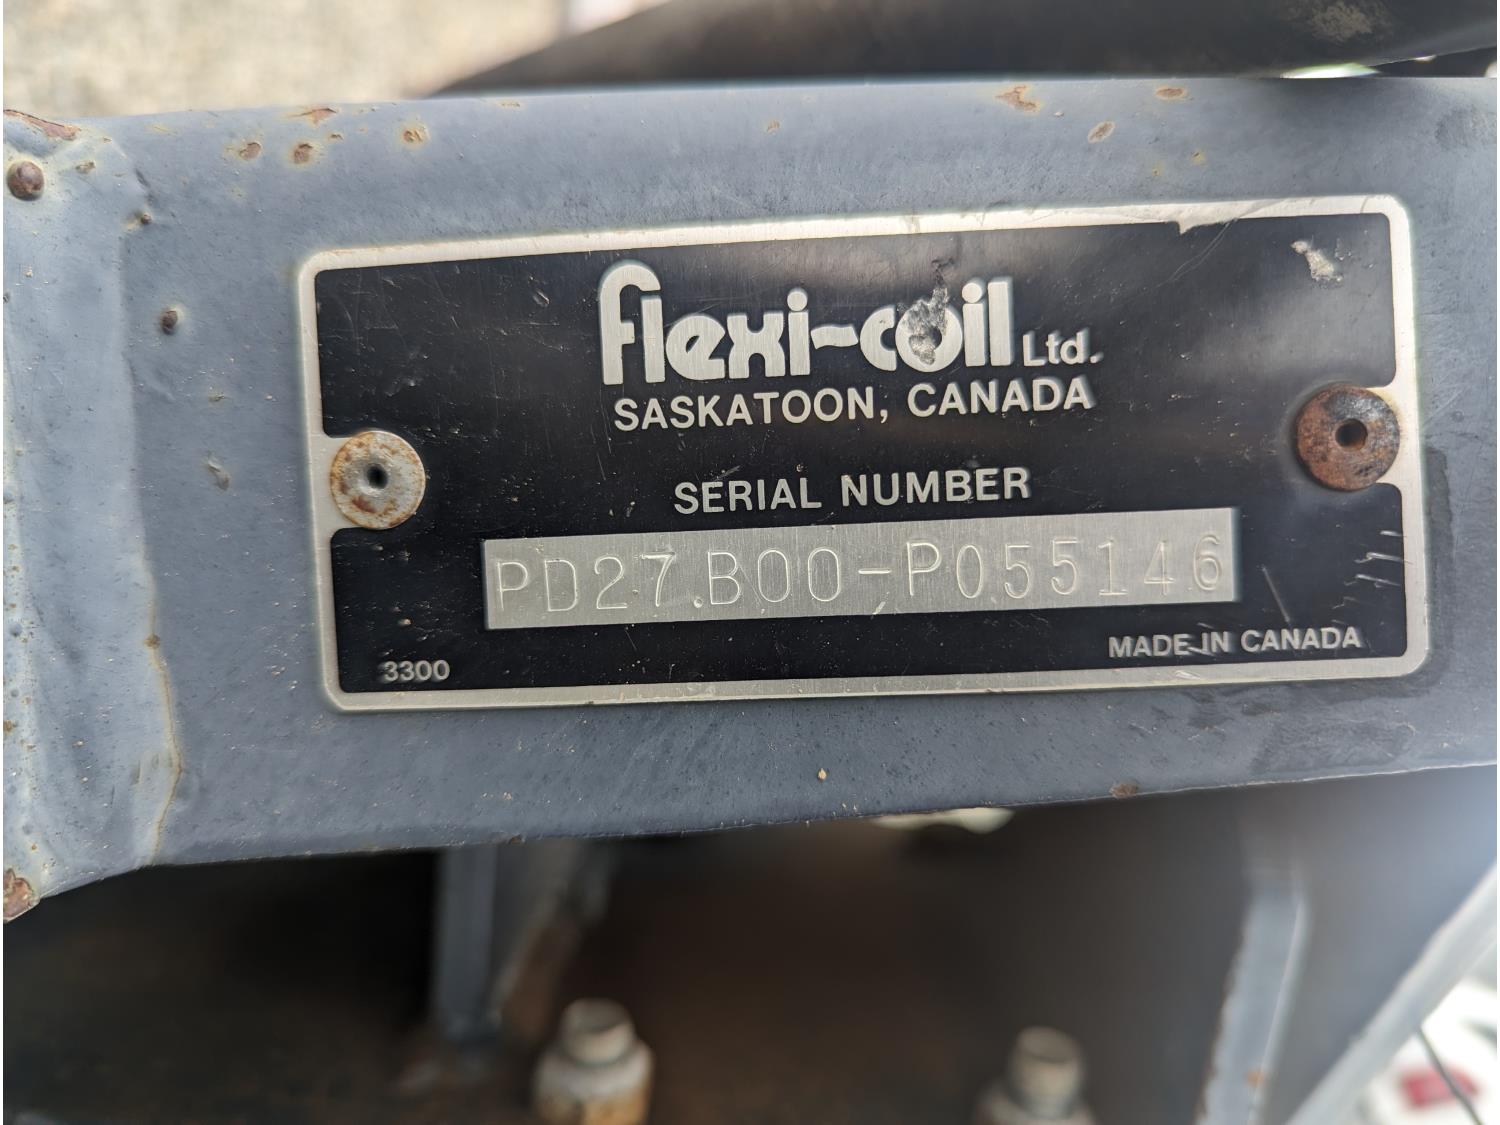 flexi-coil Ltd.
SASKATOON, CANADA
SERIAL NUMBER
PD27.B00-P055146
3300
MADE IN CANADA